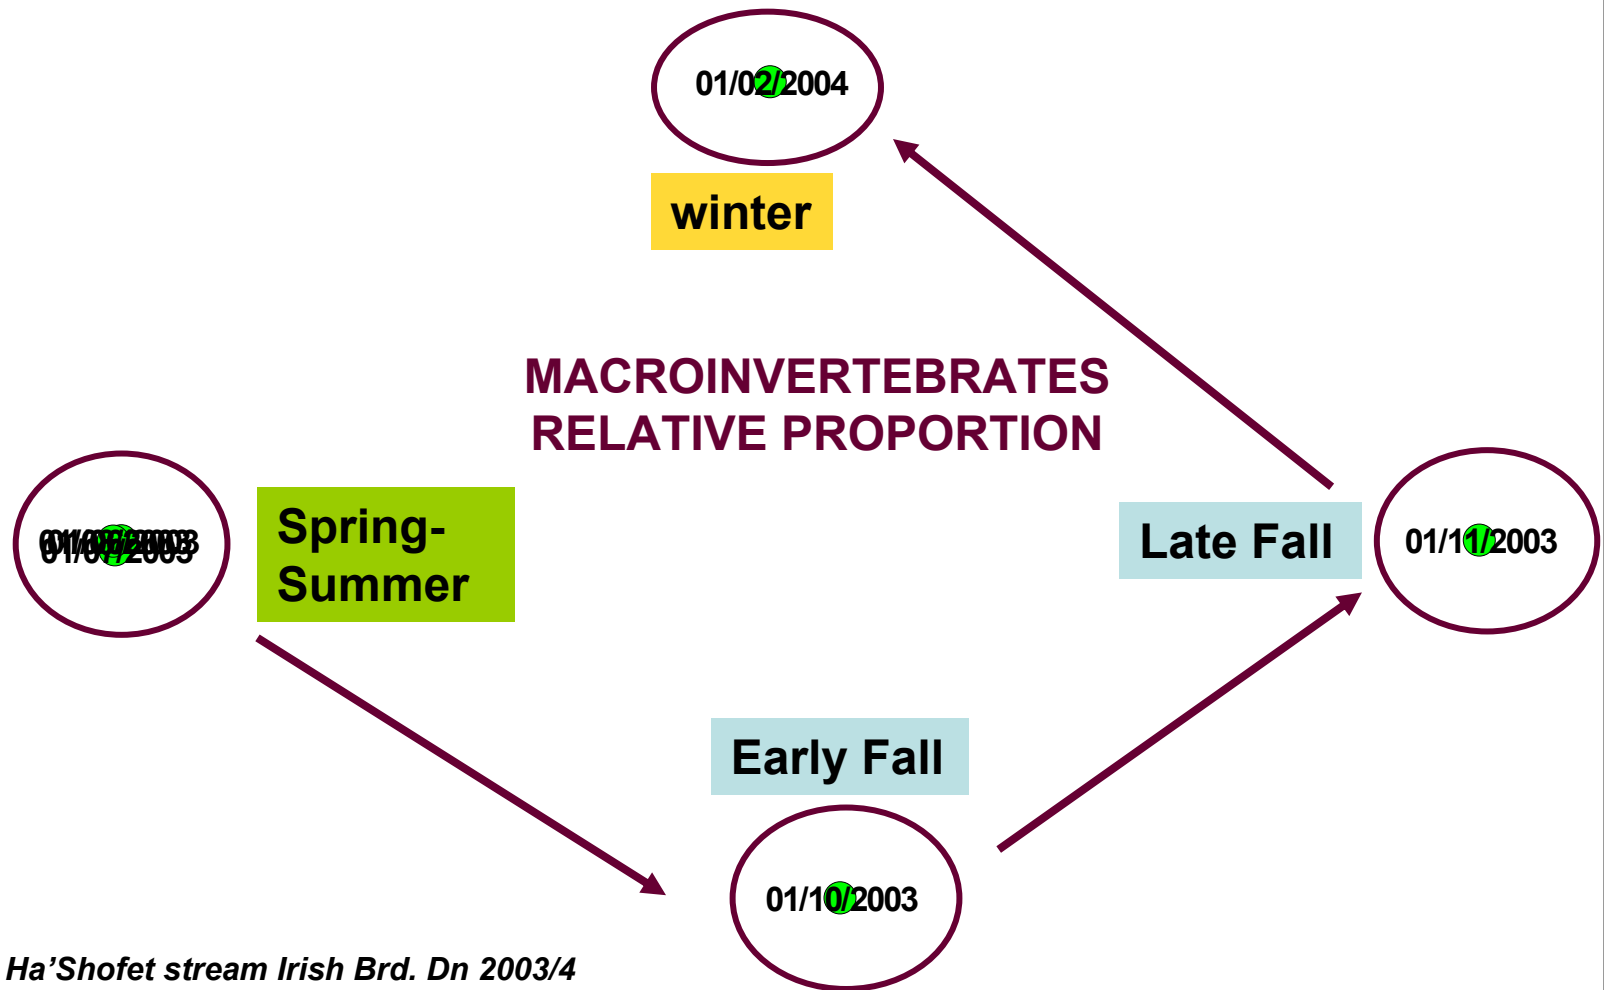 01/02/2004
winter
MACROINVERTEBRATES
RELATIVE PROPORTION
Spring-
Summer
Late Fall
01/11/2003
Early Fall
01/10/2003
Ha’Shofet stream Irish Brd. Dn 2003/4